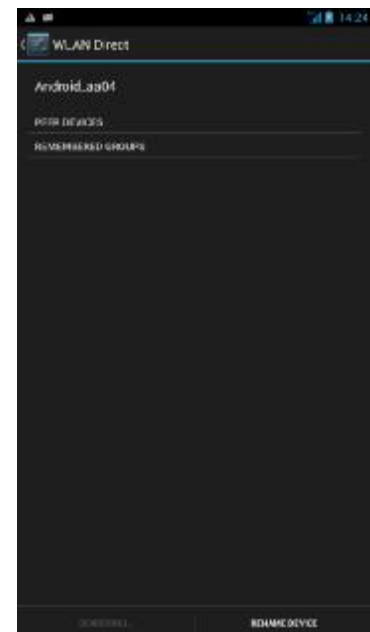 14:24
WLAN Direct
Android_aa04
PEER DEVICES
REMEMBERED GROUPS
RENAME DEVICE